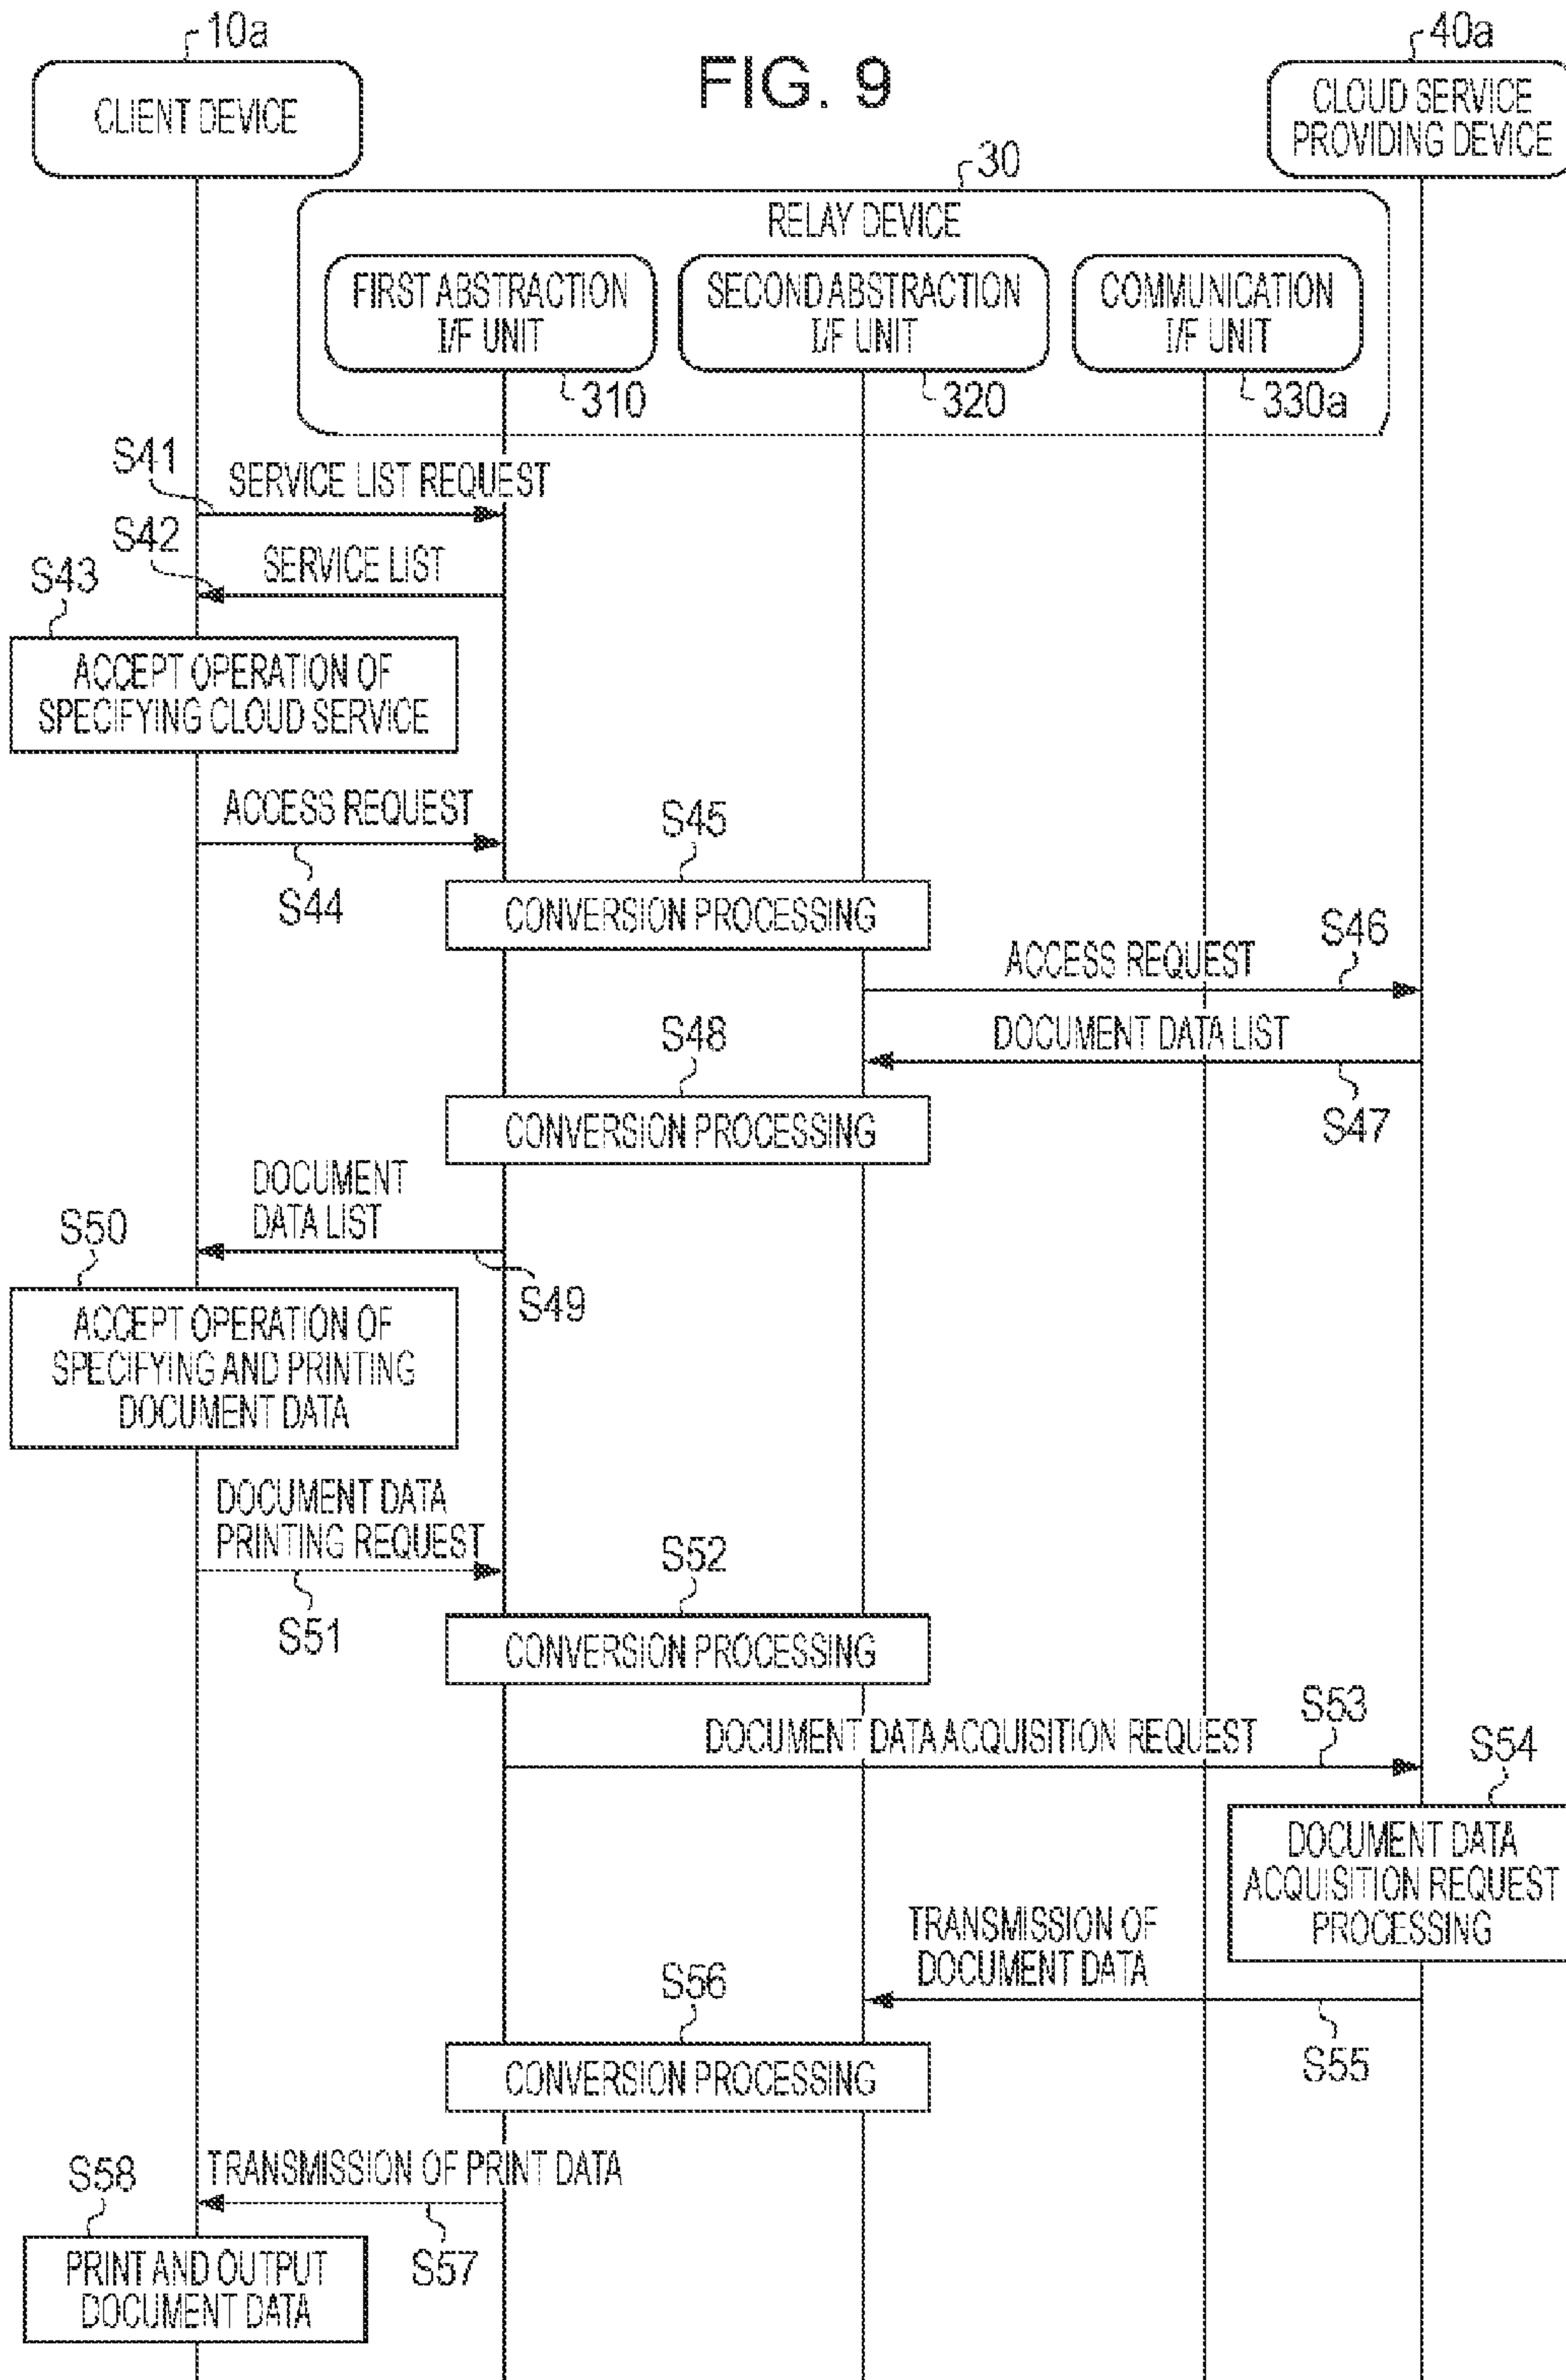 FIG. 9
10a
CLIENT DEVICE
40a
CLOUD SERVICE
PROVIDING DEVICE
30
RELAY DEVICE
FIRST ABSTRACTION
I/F UNIT
310
SECOND ABSTRACTION
I/F UNIT
320
COMMUNICATION
I/F UNIT
330a
S41
SERVICE LIST REQUEST
S42
SERVICE LIST
S43
ACCEPT OPERATION OF
SPECIFYING CLOUD SERVICE
ACCESS REQUEST
S44
S45
CONVERSION PROCESSING
ACCESS REQUEST
S46
DOCUMENT DATA LIST
S47
S48
CONVERSION PROCESSING
DOCUMENT
DATA LIST
S49
S50
ACCEPT OPERATION OF
SPECIFYING AND PRINTING
DOCUMENT DATA
DOCUMENT DATA
PRINTING REQUEST
S51
S52
CONVERSION PROCESSING
DOCUMENT DATA ACQUISITION REQUEST
S53
S54
DOCUMENT DATA
ACQUISITION REQUEST
PROCESSING
TRANSMISSION OF
DOCUMENT DATA
S55
S56
CONVERSION PROCESSING
TRANSMISSION OF PRINT DATA
S57
S58
PRINT AND OUTPUT
DOCUMENT DATA